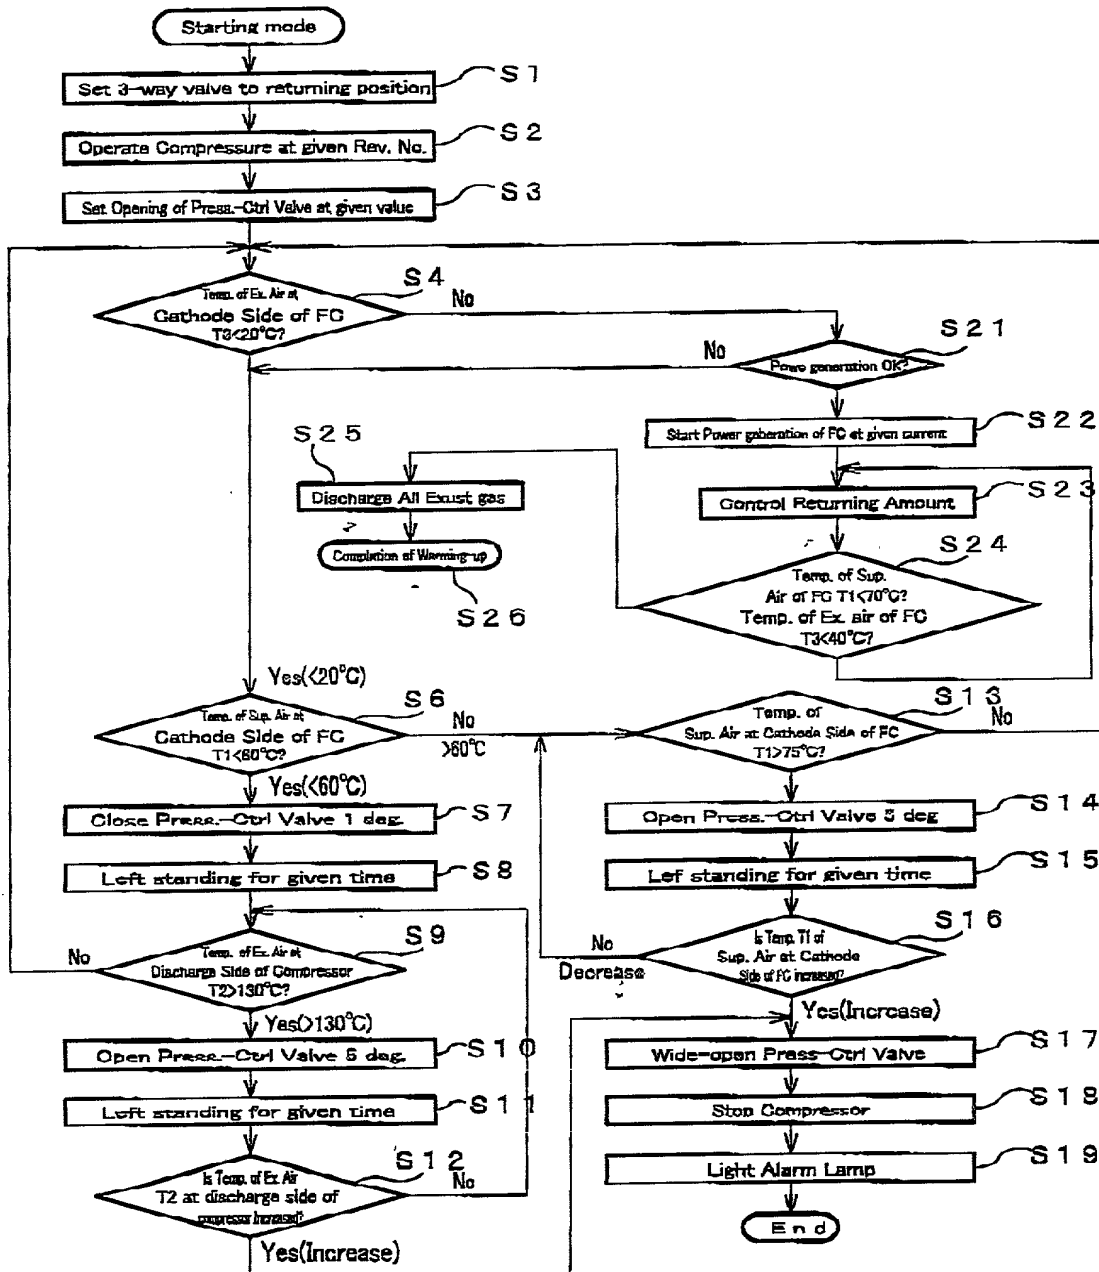 Starting mode
S1
Set 3-way valve to returning position
S2
Operate Compressure at given Rev. No.
S3
Set Opening of Press.-Ctrl Valve at given value
S4
Temp. of Ex. Air at
Cathode Side of FC
T3<20°C?
No
S21
No
Powe generation OK?
S22
Start Power gaberation of FC at given current
S25
Discharge All Exust gas
S23
Control Returning Amount
Completion of Warming-up
S26
S24
Temp. of Sup.
Air of FC T1<70°C?
Temp. of Ex. air of FC
T3<40°C?
Yes(<20°C)
S6
Temp. of Sup. Air at
Cathode Side of FC
T1<60°C?
No
>60°C
S13
Temp. of
Sup. Air at Cathode Side of FC
T1>75°C?
No
Yes(<60°C)
S7
Close Press.-Ctrl Valve 1 deg.
S14
Open Press.-Ctrl Valve 5 deg
S8
Left standing for given time
S15
Lef standing for given time
S9
Temp. of Ex. Air at
Discharge Side of Compressor
T2>130°C?
No
S16
Is Temp. T1 of
Sup. Air at Cathode
Side of FC increased?
No
Decrease
Yes(>130°C)
Yes(Increase)
S10
Open Press.-Ctrl Valve 5 deg.
S17
Wide-open Press-Ctrl Valve
S11
Left standing for given time
S18
Stop Compressor
S12
Is Temp. of Ex. Air
T2 at discharge side of
compressor increased?
No
S19
Light Alarm Lamp
End
Yes(Increase)